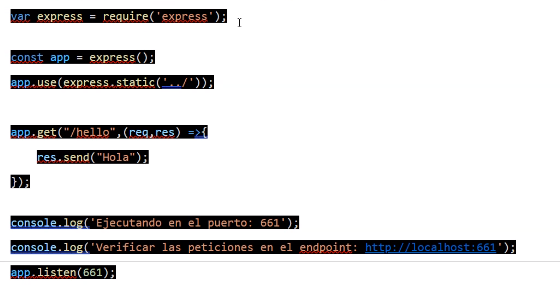 var express = require('express');
const app = express();
app.use(express.static('../'));
app.get("/hello",(req,res) =>{
res.send("Hola");
});
console.log('Ejecutando en el puerto: 661');
console.log('Verificar las peticiones en el endpoint: http://localhost:661');
app.listen(661);